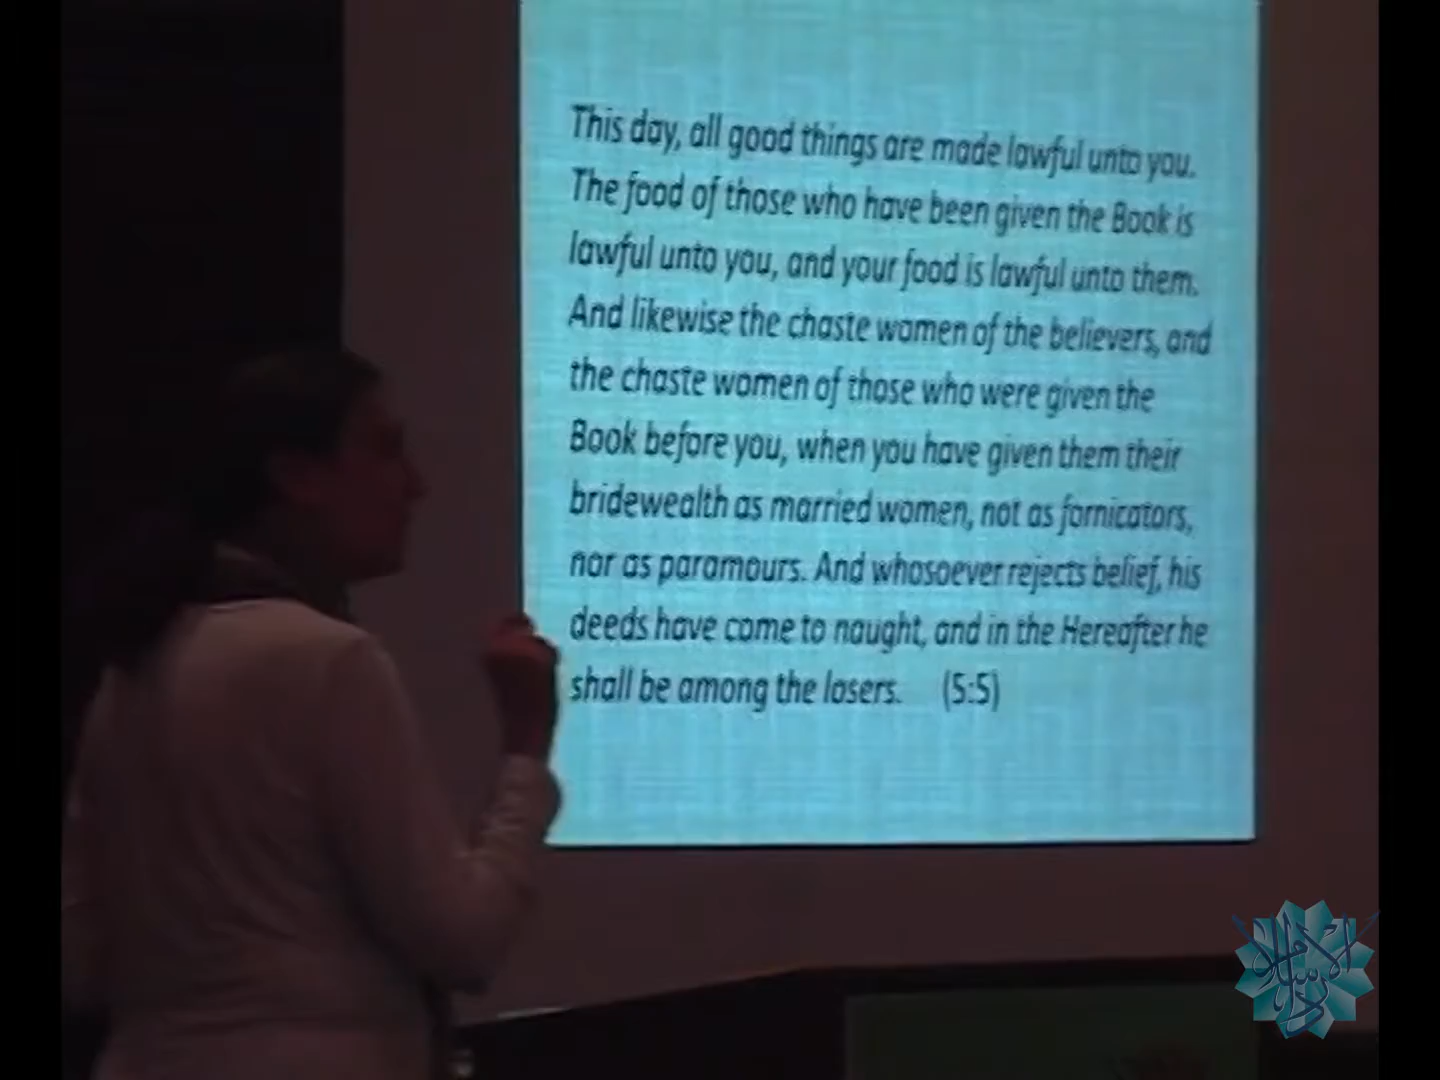 This day, all good things are made lawful unto you.
The food of those who have been given the Book is
lawful unto you, and your food is lawful unto them.
And likewise the chaste women of the believers, and
the chaste women of those who were given the
Book before you, when you have given them their
bridewealth as married women, not as fornicators,
nor as paramours. And whosoever rejects belief, his
deeds have come to naught, and in the Hereafter he
shall be among the losers. (5:5)